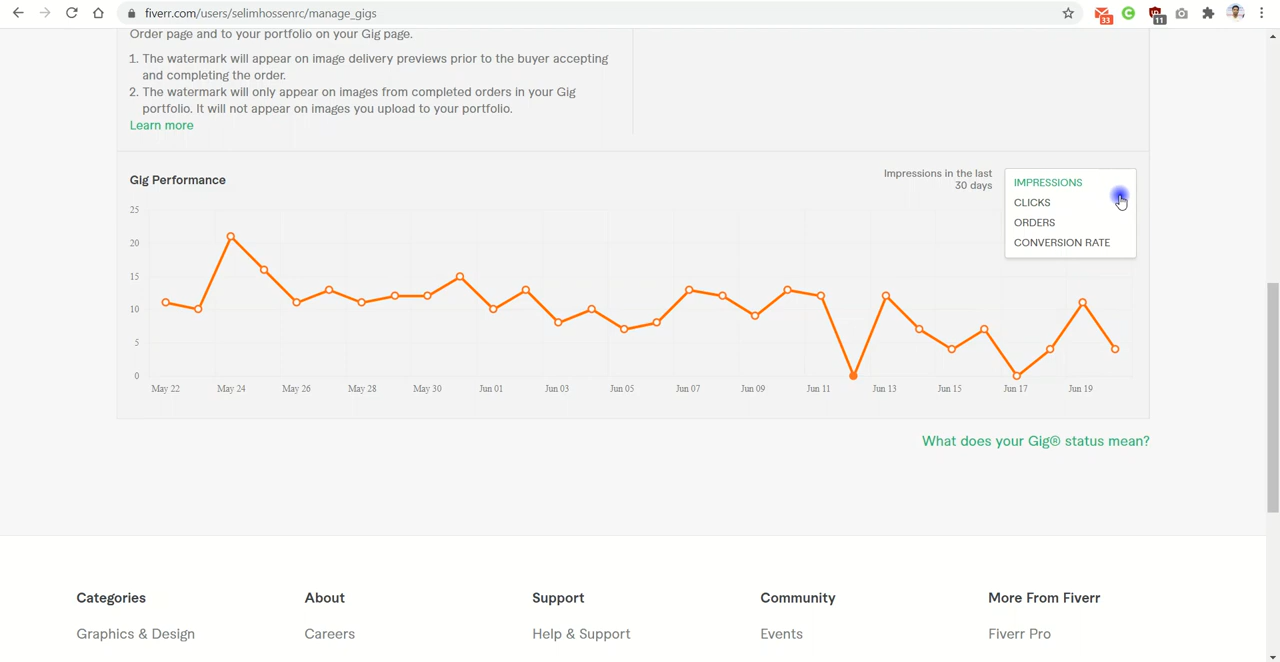 fiverr.com/users/selimhossenrc/manage_gigs
33
11
Order page and to your portfolio on your Gig page.
1. The watermark will appear on image delivery previews prior to the buyer accepting
and completing the order.
2. The watermark will only appear on images from completed orders in your Gig
portfolio. It will not appear on images you upload to your portfolio.
Learn more
Gig Performance
Impressions in the last
30 days
IMPRESSIONS
CLICKS
ORDERS
CONVERSION RATE
25
20
15
10
5
0
May 22 May 24 May 26 May 28 May 30 Jun 01 Jun 03 Jun 05 Jun 07 Jun 09 Jun 11 Jun 13 Jun 15 Jun 17 Jun 19
What does your Gig® status mean?
Categories About Support Community More From Fiverr
Graphics & Design Careers Help & Support Events Fiverr Pro